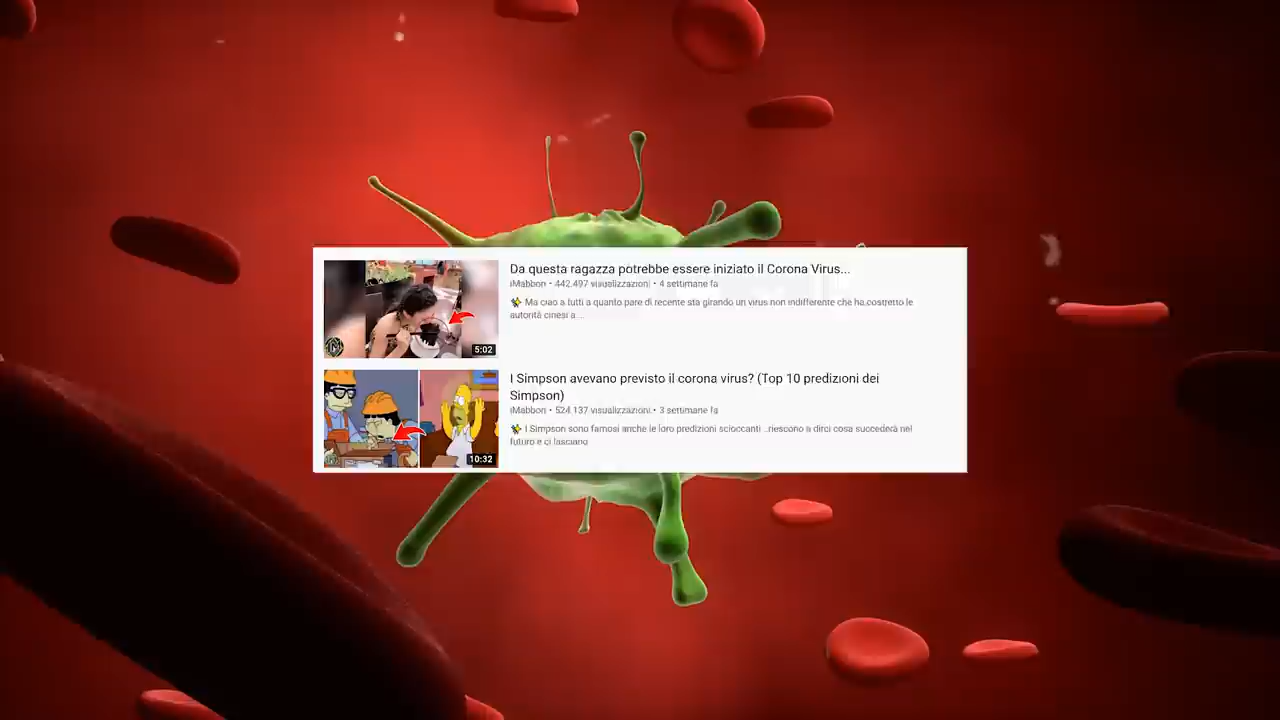 Da questa ragazza potrebbe essere iniziato il Corona Virus...
iMabbon • 442.497 visualizzazioni • 4 settimane fa
✨ Ma ciao a tutti a quanto pare di recente sta girando un virus non indifferente che ha costretto le
autorità cinesi a ...
5:02
I Simpson avevano previsto il corona virus? (Top 10 predizioni dei
Simpson)
iMabbon • 524.137 visualizzazioni • 3 settimane fa
✨ I Simpson sono famosi anche le loro predizioni scioccanti ...riescono a dirci cosa succederà nel
futuro e ci lasciano
10:32